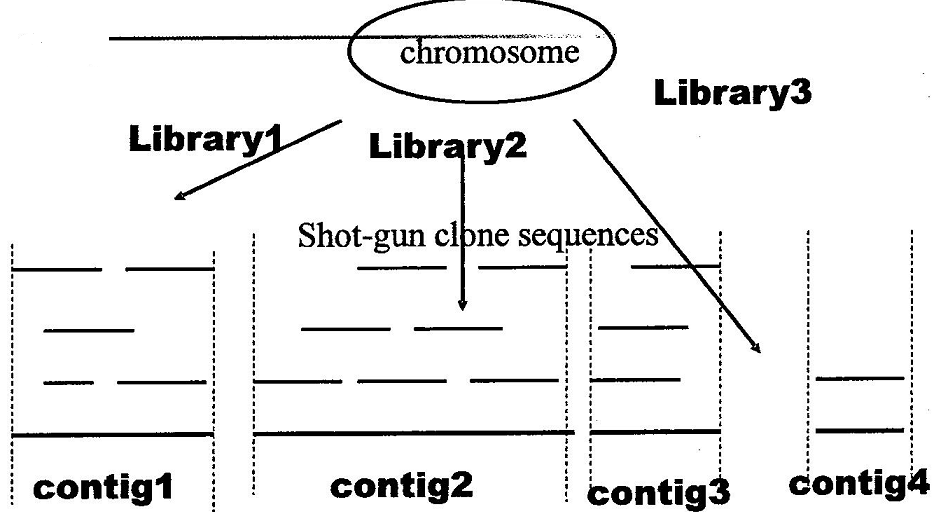 chromosome
Library3
Library1
Library2
Shot-gun clone sequences
contig1
contig2
contig3
contig4